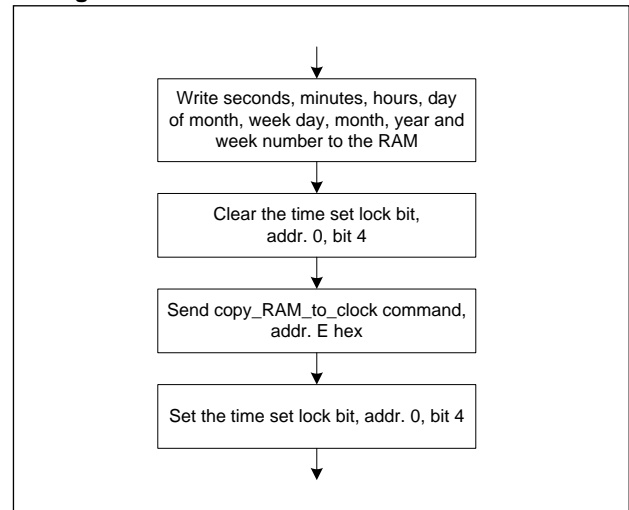 Write seconds, minutes, hours, day
of month, week day, month, year and
week number to the RAM
Clear the time set lock bit,
addr. 0, bit 4
Send copy_RAM_to_clock command,
addr. E hex
Set the time set lock bit, addr. 0, bit 4